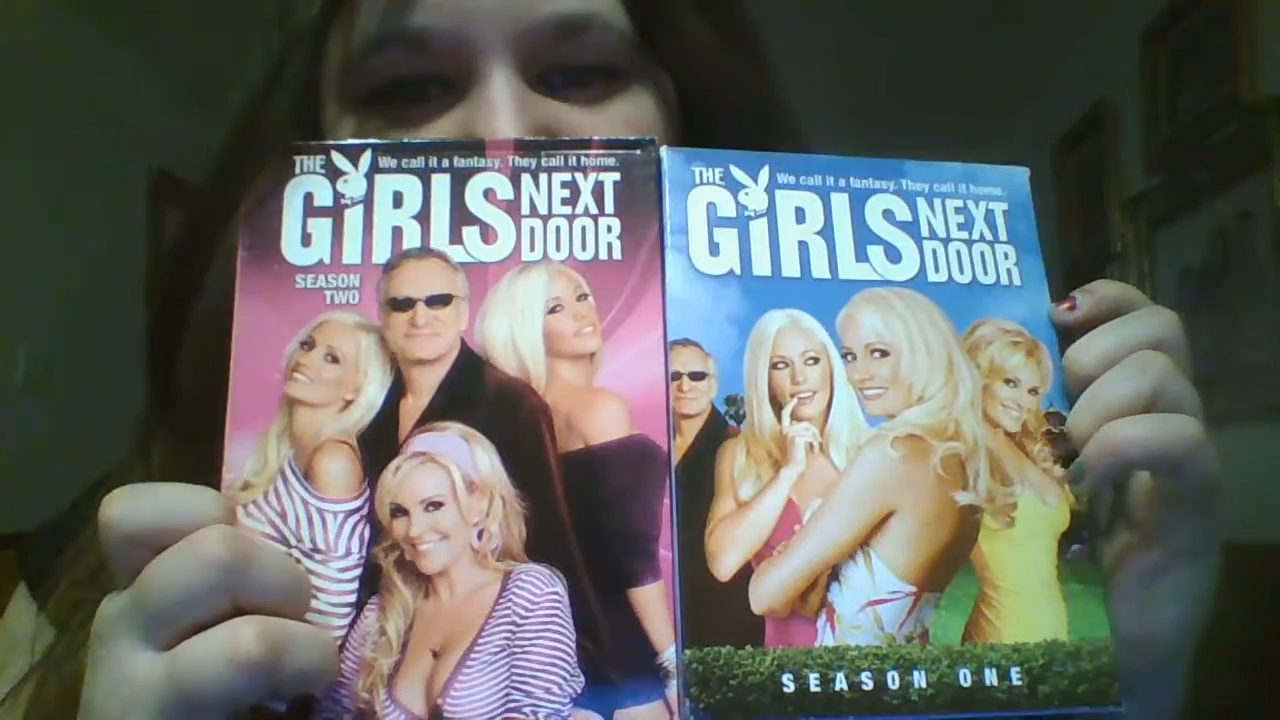 THE
We call it a fantasy. They call it home.
GiRLS NEXT DOOR
SEASON
TWO
THE
We call it a fantasy. They call it home.
GiRLS NEXT DOOR
SEASON ONE